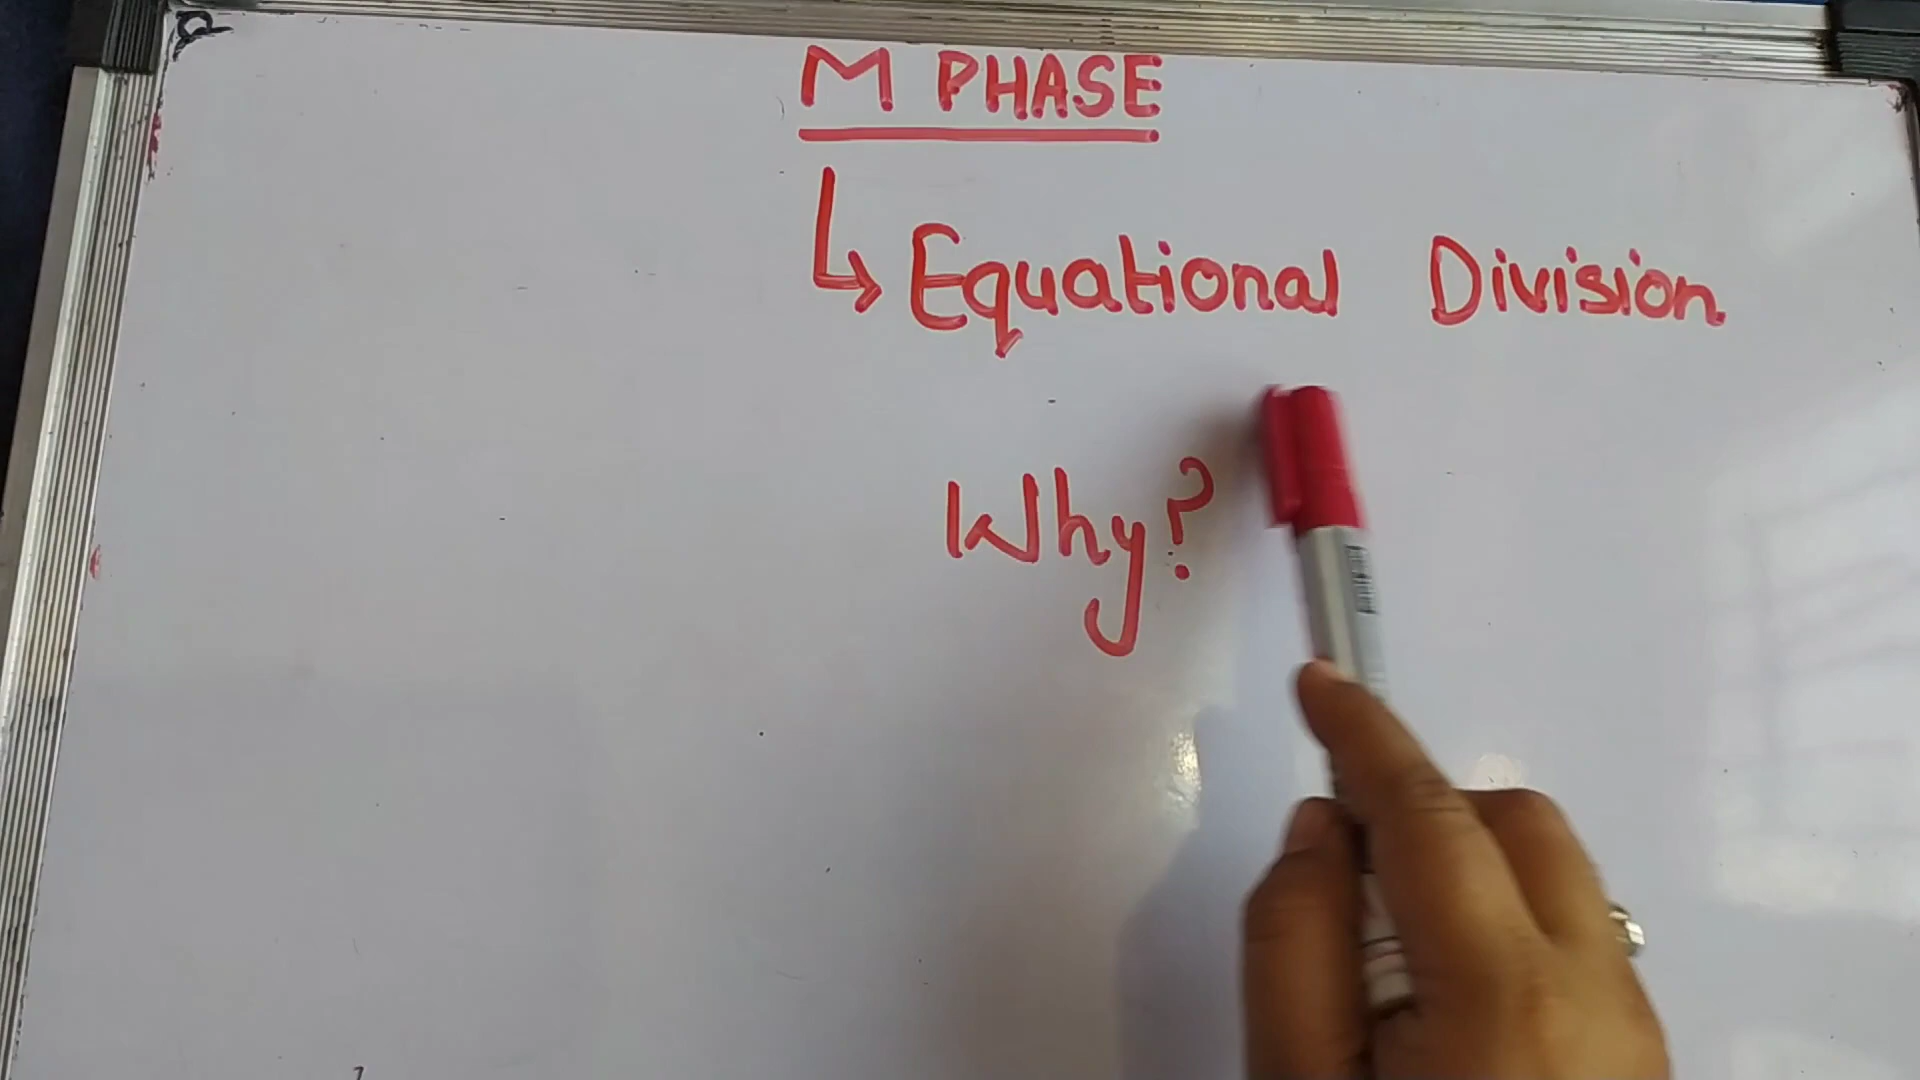 M PHASE
↳ Equational Division
Why?